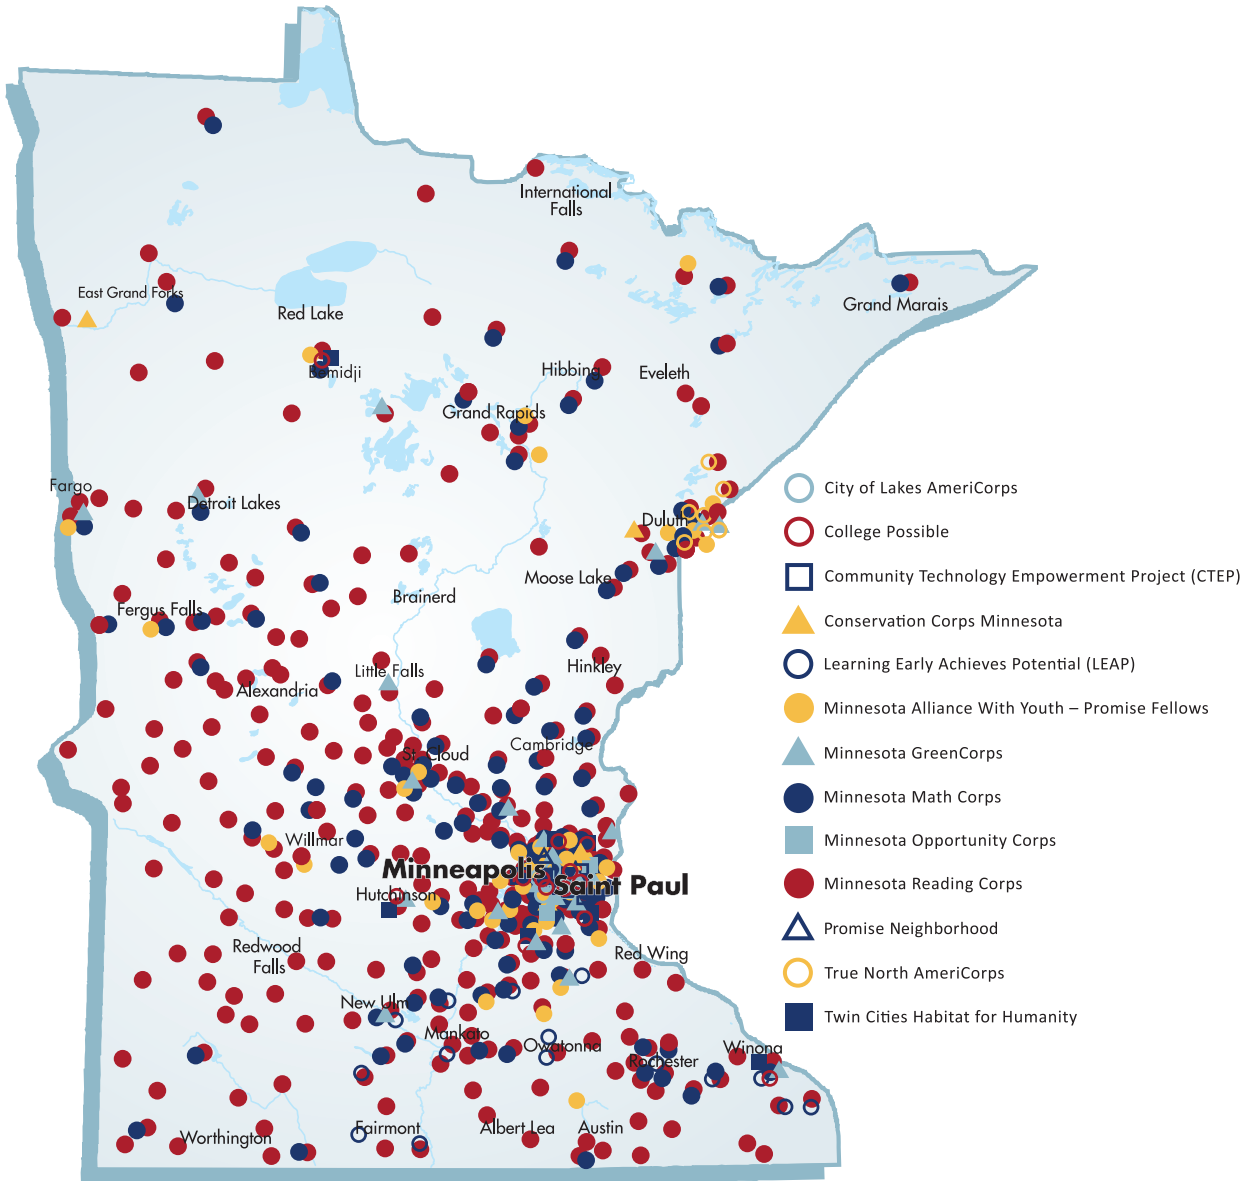 International
Falls
East Grand Forks
Red Lake
Grand Marais
Bemidji
Hibbing
Eveleth
Grand Rapids
Fargo
Detroit Lakes
Duluth
Moose Lake
Brainerd
Fergus Falls
Hinkley
Little Falls
Alexandria
Cambridge
St. Cloud
Willmar
Minneapolis
Saint Paul
Hutchinson
Redwood
Falls
Red Wing
New Ulm
Mankato
Owatonna
Rochester
Winona
Worthington
Fairmont
Albert Lea
Austin
City of Lakes AmeriCorps
College Possible
Community Technology Empowerment Project (CTEP)
Conservation Corps Minnesota
Learning Early Achieves Potential (LEAP)
Minnesota Alliance With Youth – Promise Fellows
Minnesota GreenCorps
Minnesota Math Corps
Minnesota Opportunity Corps
Minnesota Reading Corps
Promise Neighborhood
True North AmeriCorps
Twin Cities Habitat for Humanity